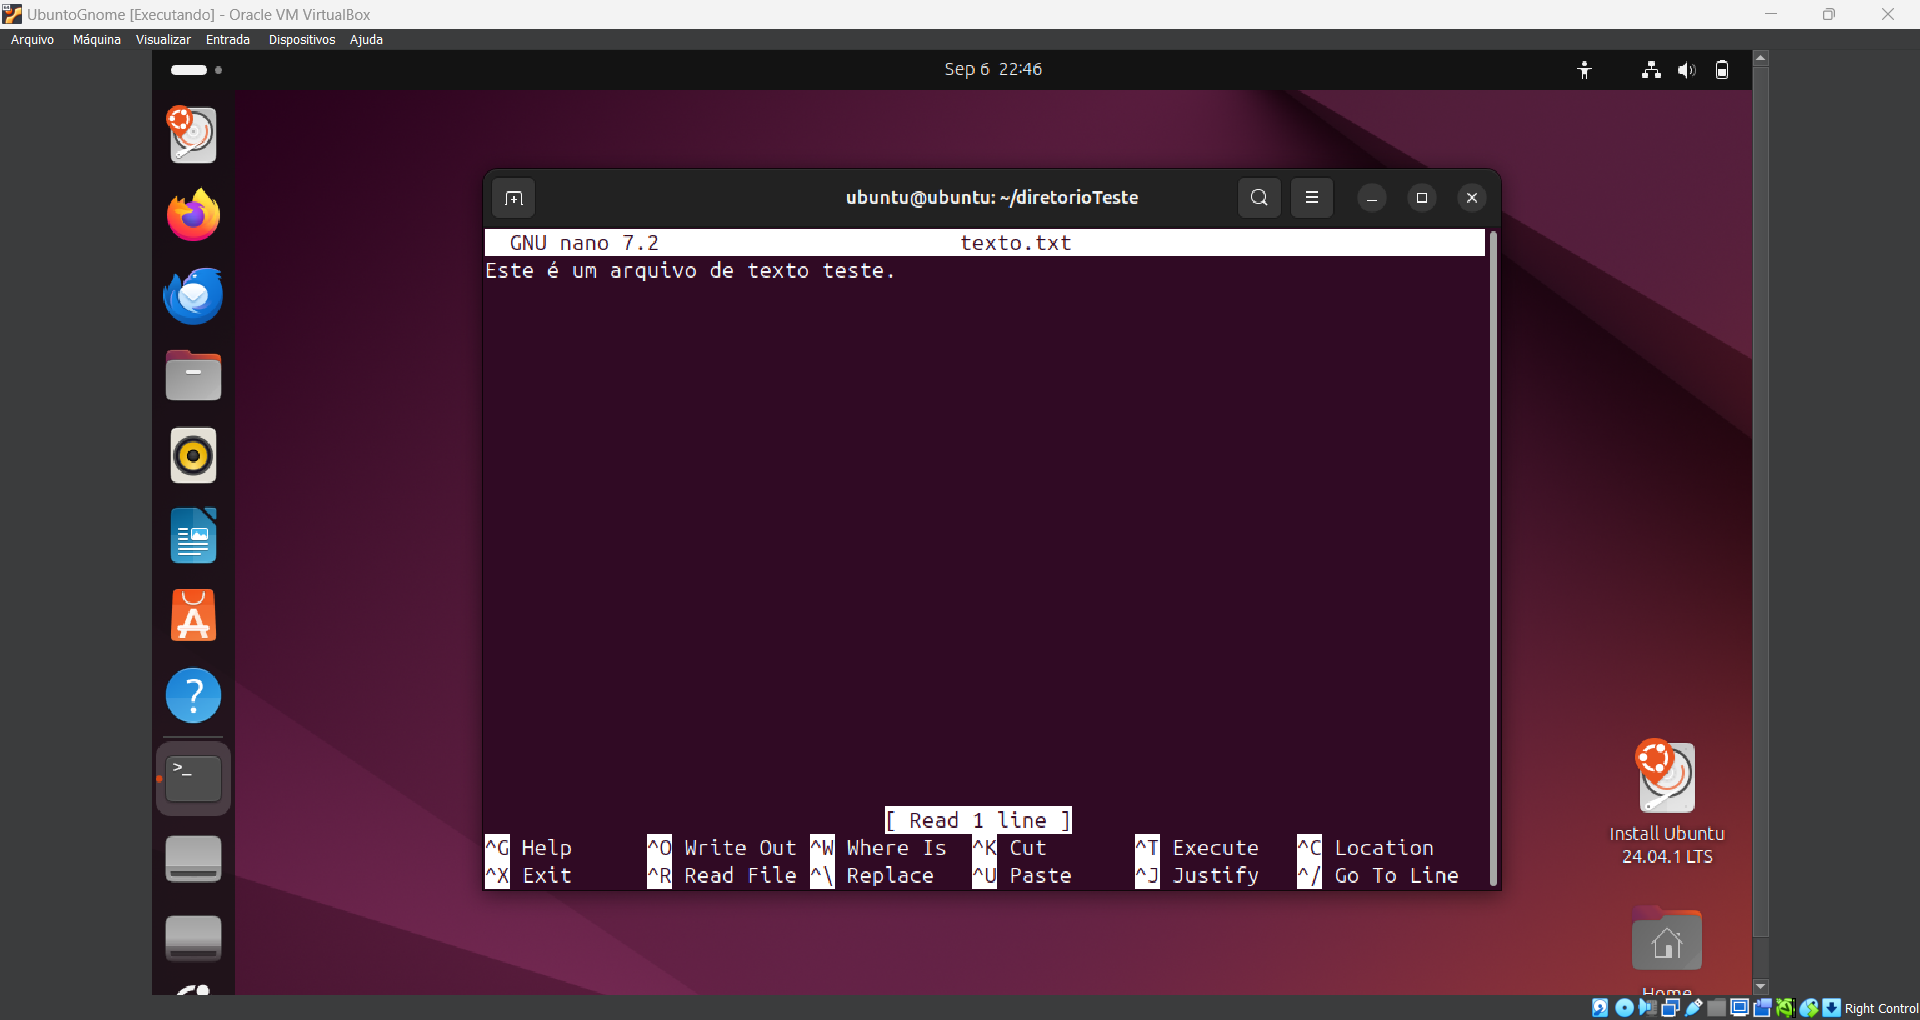 UbuntoGnome [Executando] - Oracle VM VirtualBox
Arquivo Máquina Visualizar Entrada Dispositivos Ajuda
Sep 6 22:46
ubuntu@ubuntu: ~/diretorioTeste
GNU nano 7.2 texto.txt
Este é um arquivo de texto teste.
[ Read 1 line ]
^G Help ^O Write Out ^W Where Is ^K Cut ^T Execute ^C Location
^X Exit ^R Read File ^\ Replace ^U Paste ^J Justify ^/ Go To Line
Install Ubuntu
24.04.1 LTS
Home
Right Control